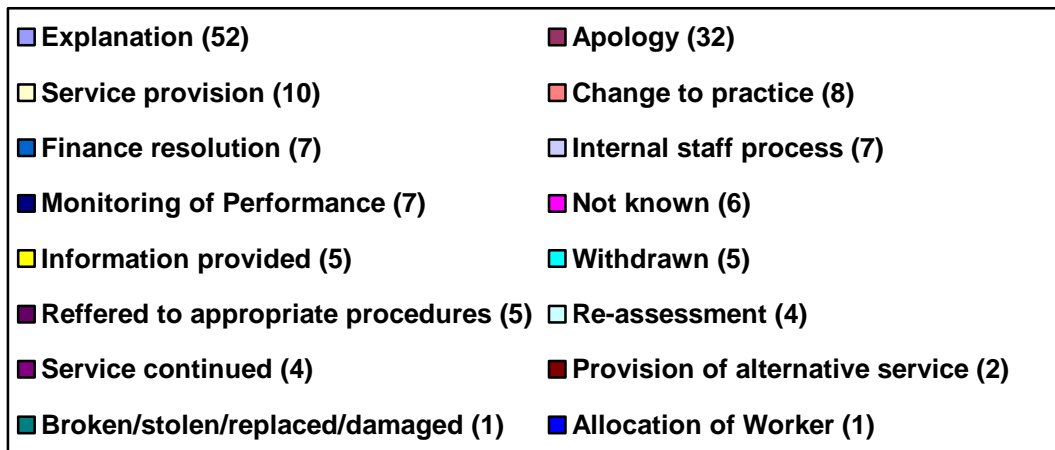 Explanation (52) Apology (32)
Service provision (10) Change to practice (8)
Finance resolution (7) Internal staff process (7)
Monitoring of Performance (7) Not known (6)
Information provided (5) Withdrawn (5)
Reffered to appropriate procedures (5) Re-assessment (4)
Service continued (4) Provision of alternative service (2)
Broken/stolen/replaced/damaged (1) Allocation of Worker (1)